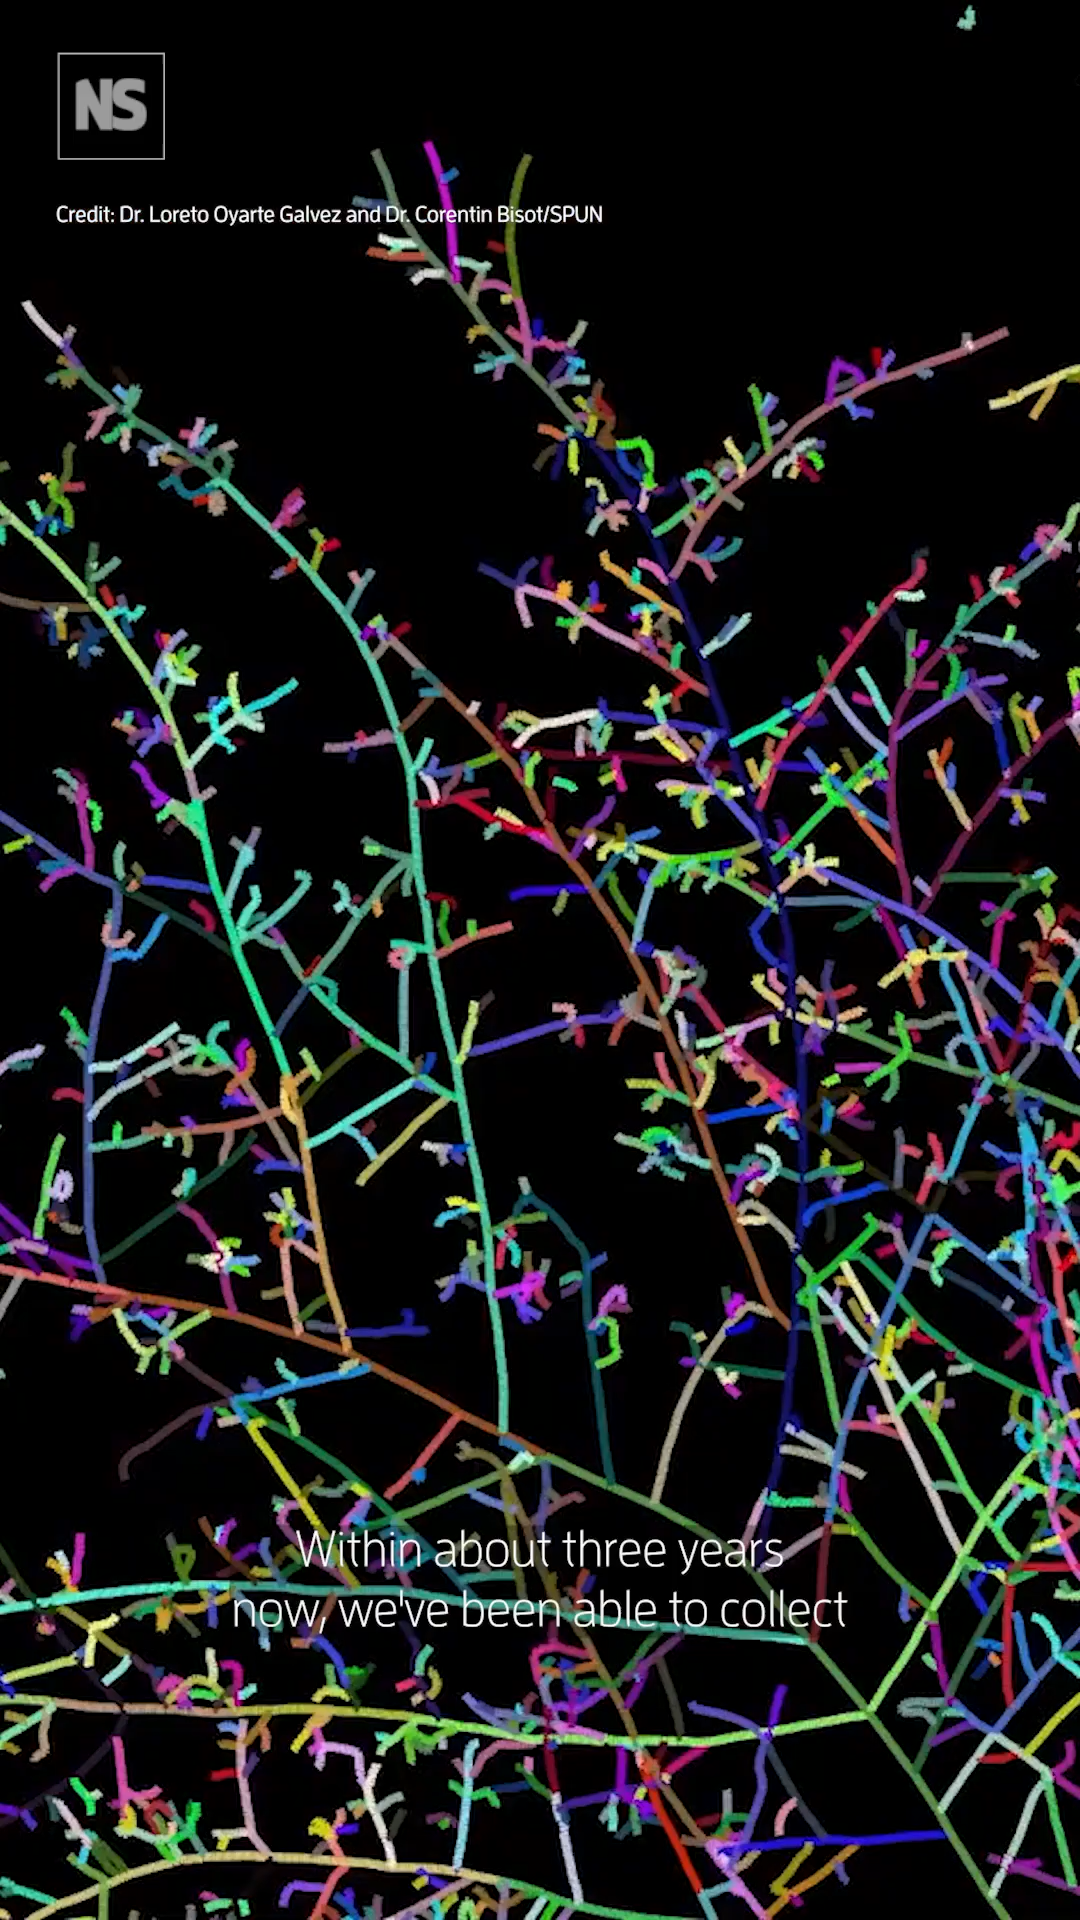 NS
Credit: Dr. Loreto Oyarte Galvez and Dr. Corentin Bisot/SPUN
Within about three years
now, we've been able to collect